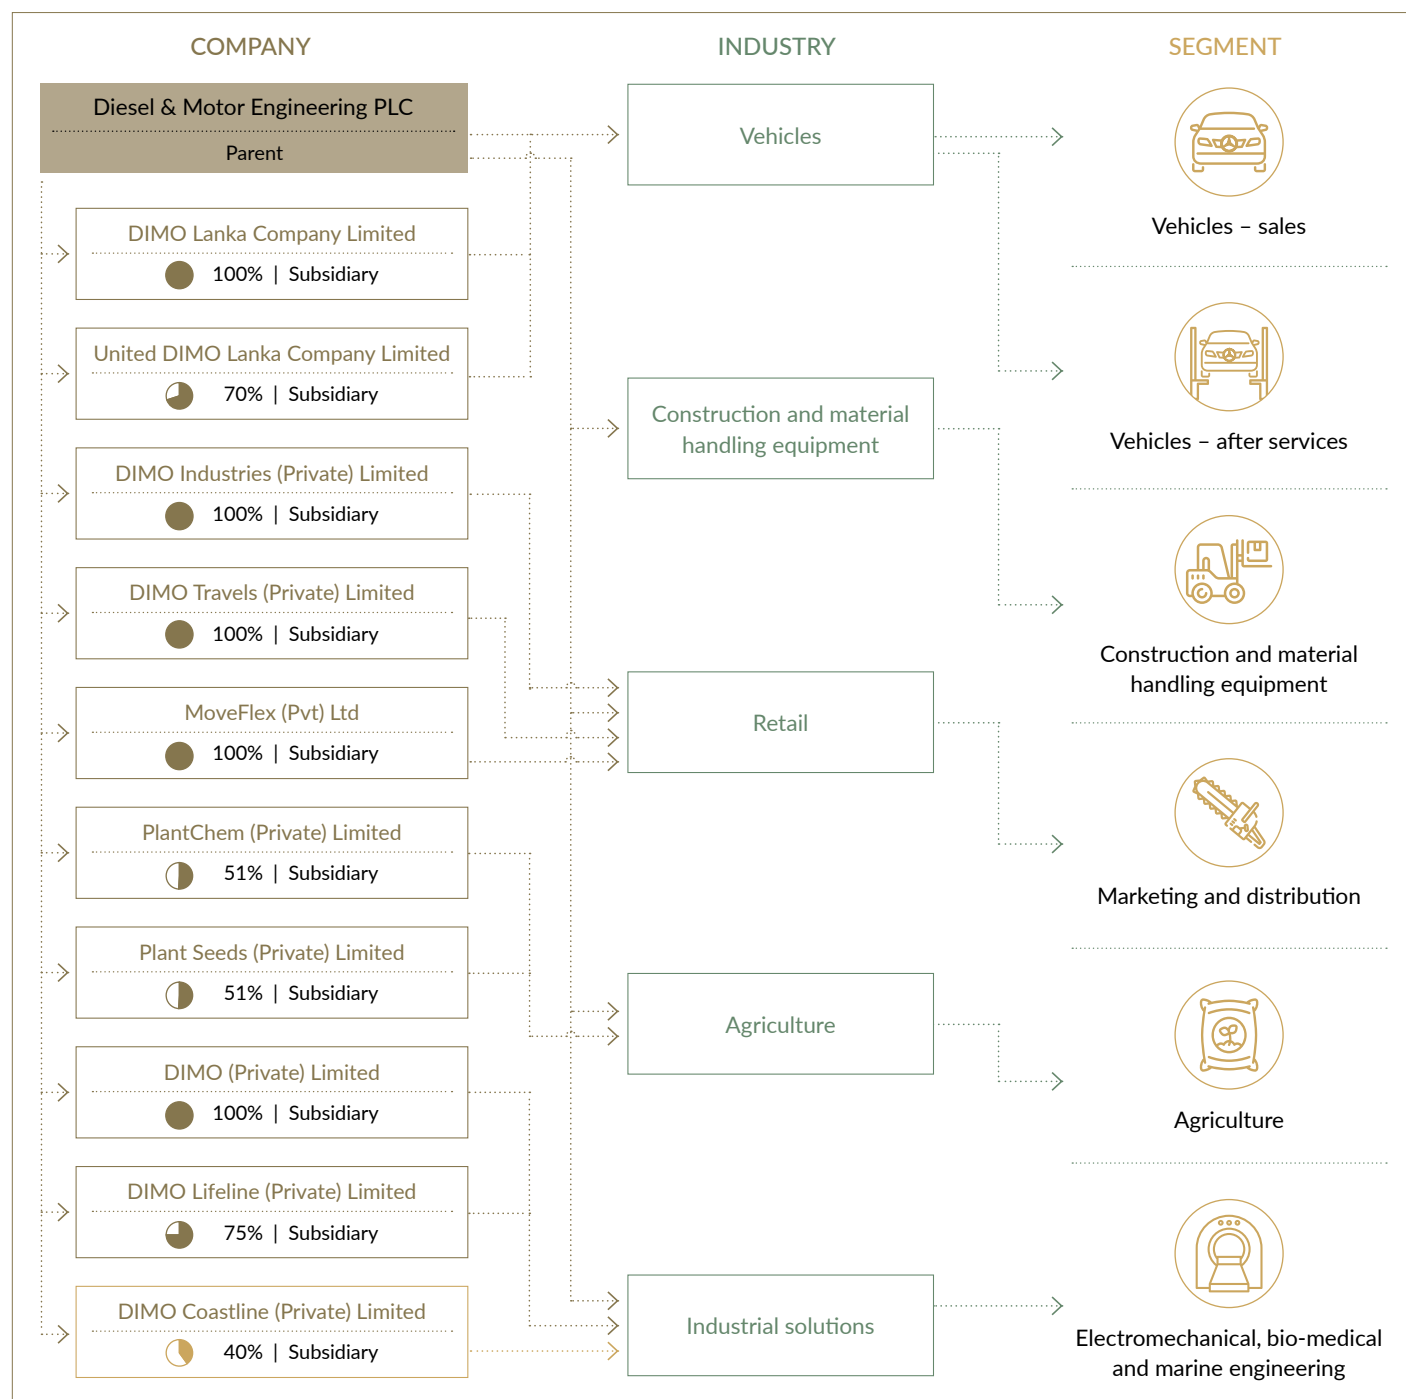 COMPANY
Diesel & Motor Engineering PLC
Parent
DIMO Lanka Company Limited
100% | Subsidiary
United DIMO Lanka Company Limited
70% | Subsidiary
DIMO Industries (Private) Limited
100% | Subsidiary
DIMO Travels (Private) Limited
100% | Subsidiary
MoveFlex (Pvt) Ltd
100% | Subsidiary
PlantChem (Private) Limited
51% | Subsidiary
Plant Seeds (Private) Limited
51% | Subsidiary
DIMO (Private) Limited
100% | Subsidiary
DIMO Lifeline (Private) Limited
75% | Subsidiary
DIMO Coastline (Private) Limited
40% | Subsidiary
INDUSTRY
Vehicles
Construction and material
handling equipment
Retail
Agriculture
Industrial solutions
SEGMENT
Vehicles – sales
Vehicles – after services
Construction and material
handling equipment
Marketing and distribution
Agriculture
Electromechanical, bio-medical
and marine engineering